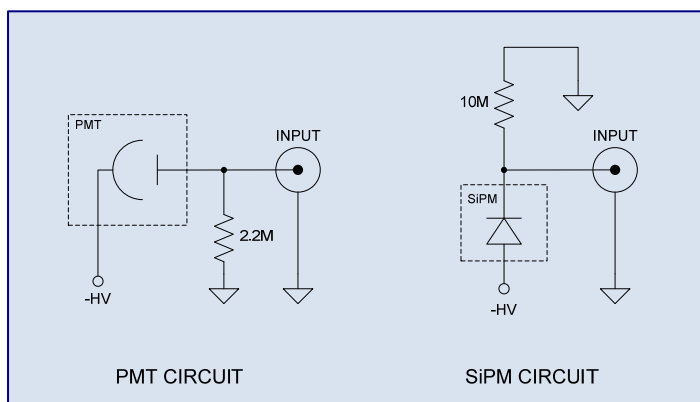 PMT
INPUT
2.2M
-HV
PMT CIRCUIT
10M
INPUT
SiPM
-HV
SiPM CIRCUIT